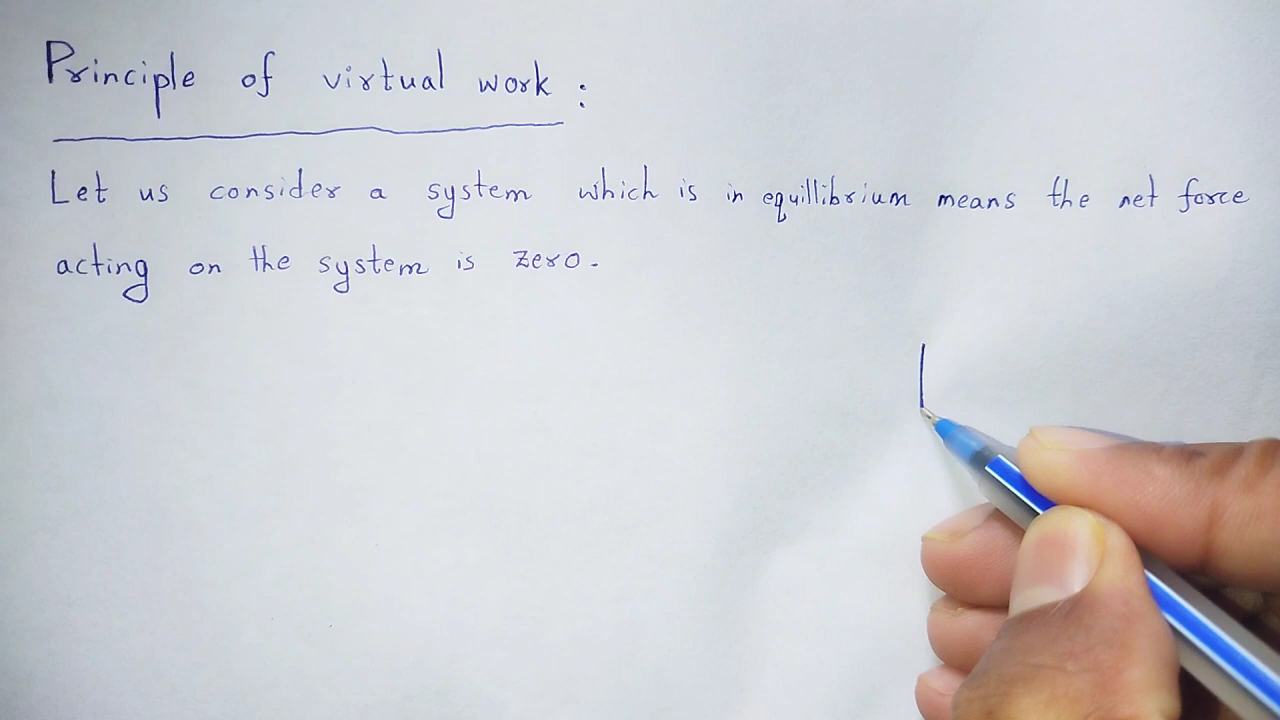 Principle of virtual work :
Let us consider a system which is in equillibrium means the net force
acting on the system is zero.